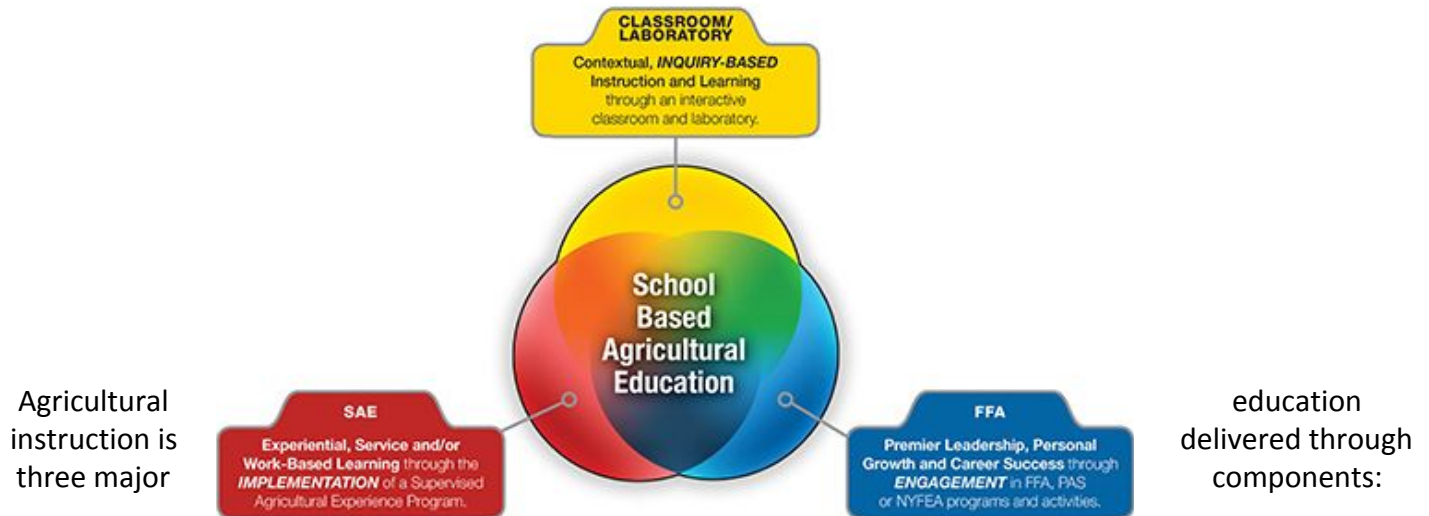 CLASSROOM/
LABORATORY
Contextual, INQUIRY-BASED
Instruction and Learning
through an interactive
classroom and laboratory.
School
Based
Agricultural
Education
Agricultural education
instruction is delivered through
three major components:
SAE
Experiential, Service and/or
Work-Based Learning through the
IMPLEMENTATION of a Supervised
Agricultural Experience Program.
FFA
Premier Leadership, Personal
Growth and Career Success through
ENGAGEMENT in FFA, PAS
or NYFEA programs and activities.